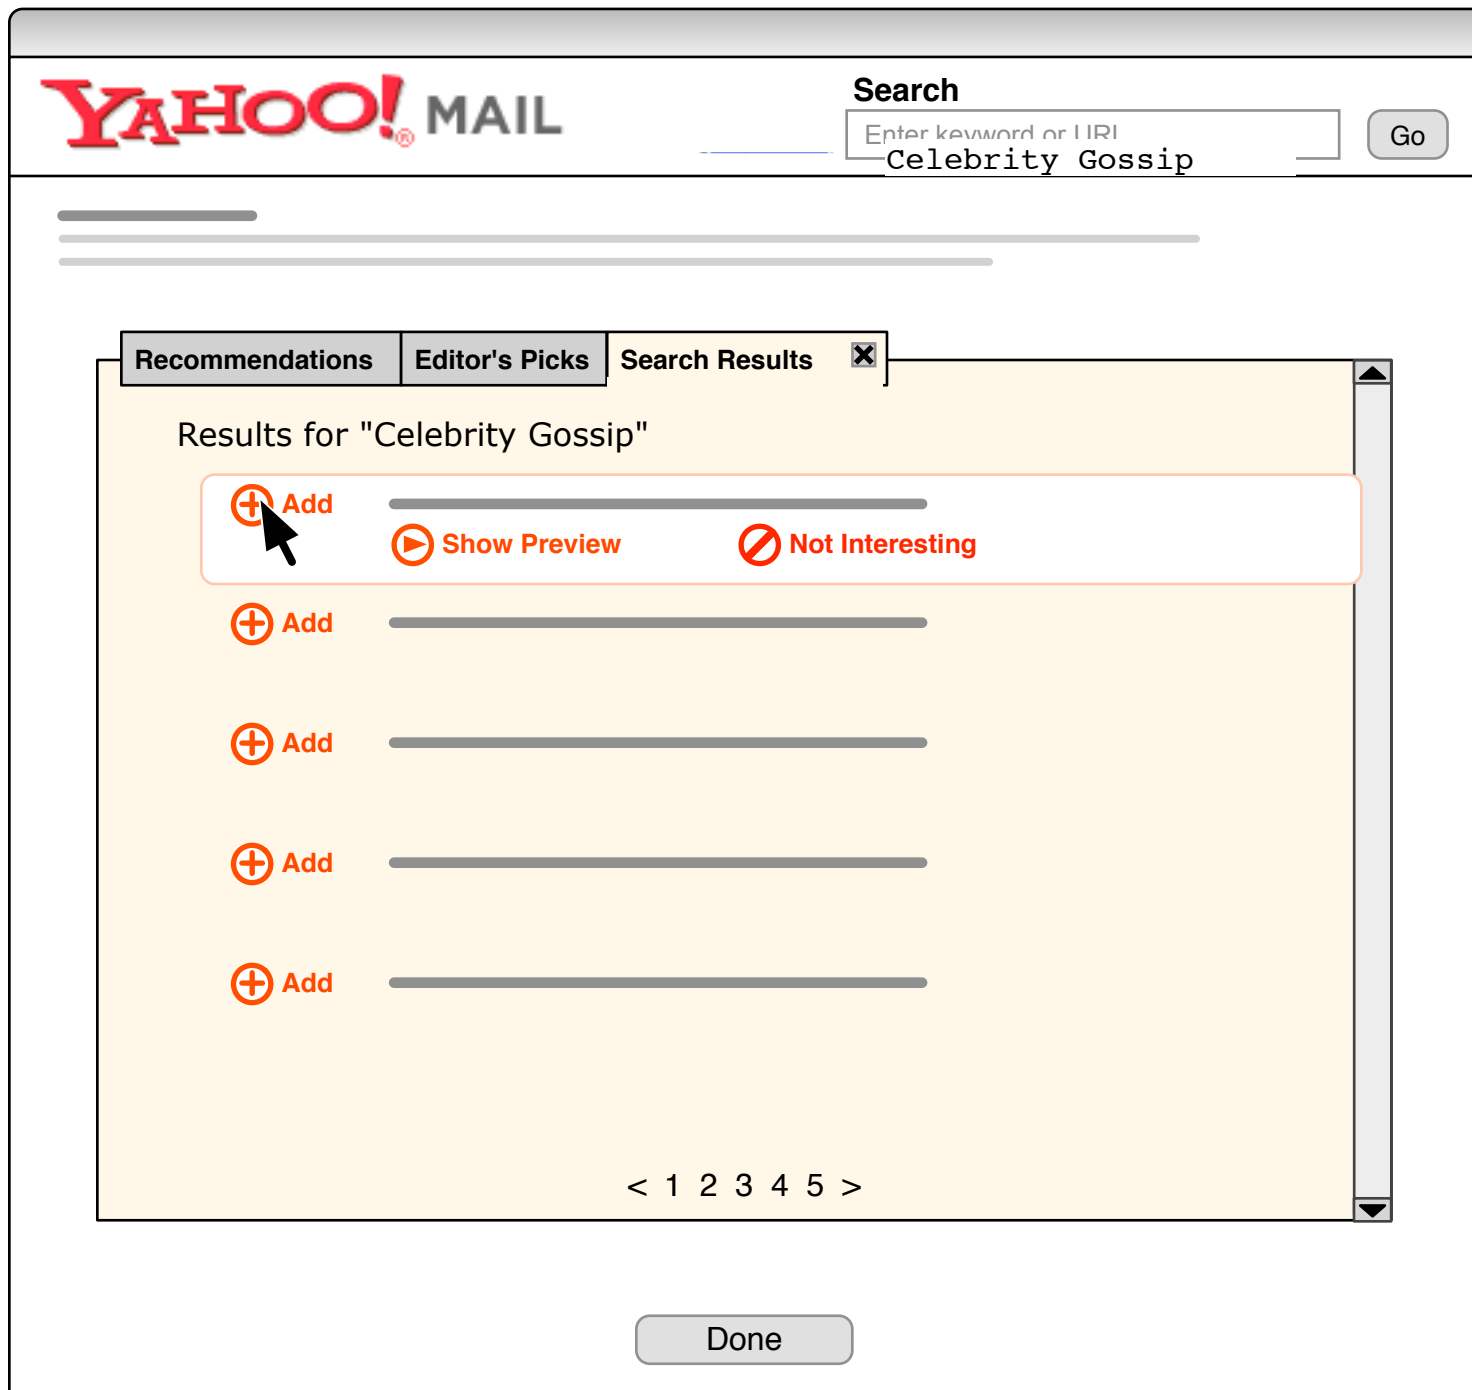 YAHOO!® MAIL
Search
Enter keyword or URL
Celebrity Gossip
Go
Recommendations
Editor's Picks
Search Results
Results for "Celebrity Gossip"
Add
Show Preview
Not Interesting
Add
Add
Add
Add
< 1 2 3 4 5 >
Done